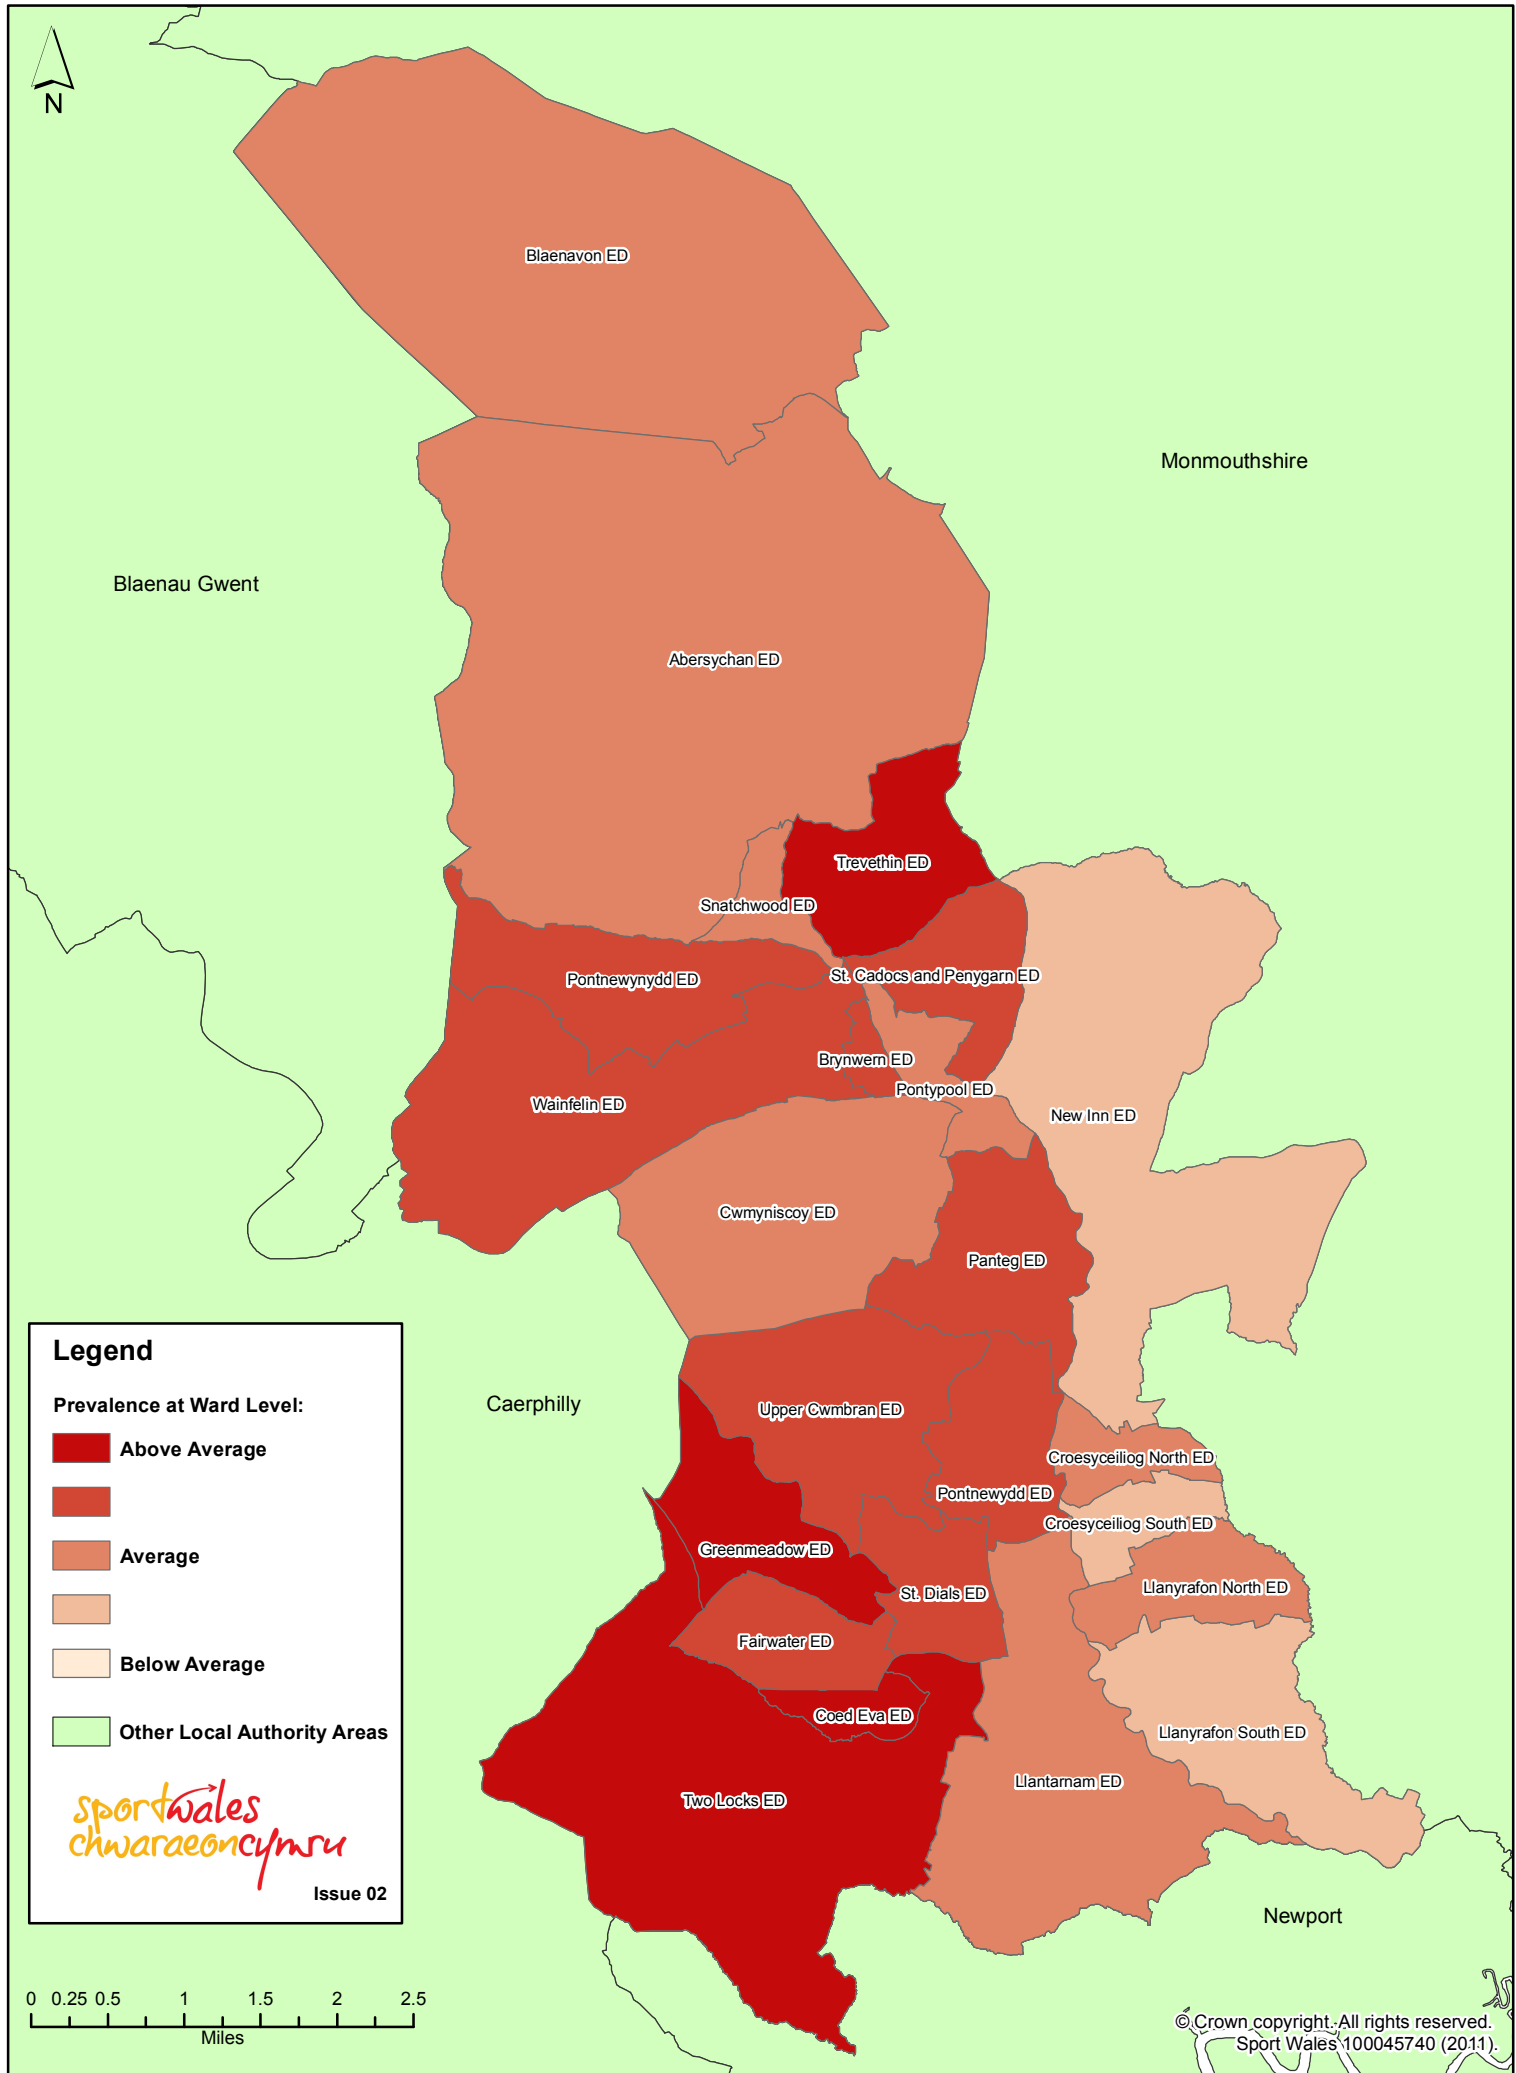 N
Blaenavon ED
Monmouthshire
Blaenau Gwent
Abersychan ED
Trevethin ED
Snatchwood ED
St. Cadocs and Penygarn ED
Pontnewynydd ED
Brynwern ED
Pontypool ED
Wainfelin ED
New Inn ED
Cwmyniscoy ED
Panteg ED
Caerphilly
Upper Cwmbran ED
Croesyceiliog North ED
Pontnewydd ED
Croesyceiliog South ED
Greenmeadow ED
Llanyrafon North ED
St. Dials ED
Fairwater ED
Coed Eva ED
Llanyrafon South ED
Llantarnam ED
Two Locks ED
Newport
Legend
Prevalence at Ward Level:
Above Average
Average
Below Average
Other Local Authority Areas
sportwales
chwaraeoncymru
Issue 02
0 0.25 0.5 1 1.5 2 2.5
Miles
© Crown copyright. All rights reserved.
Sport Wales 100045740 (2011).